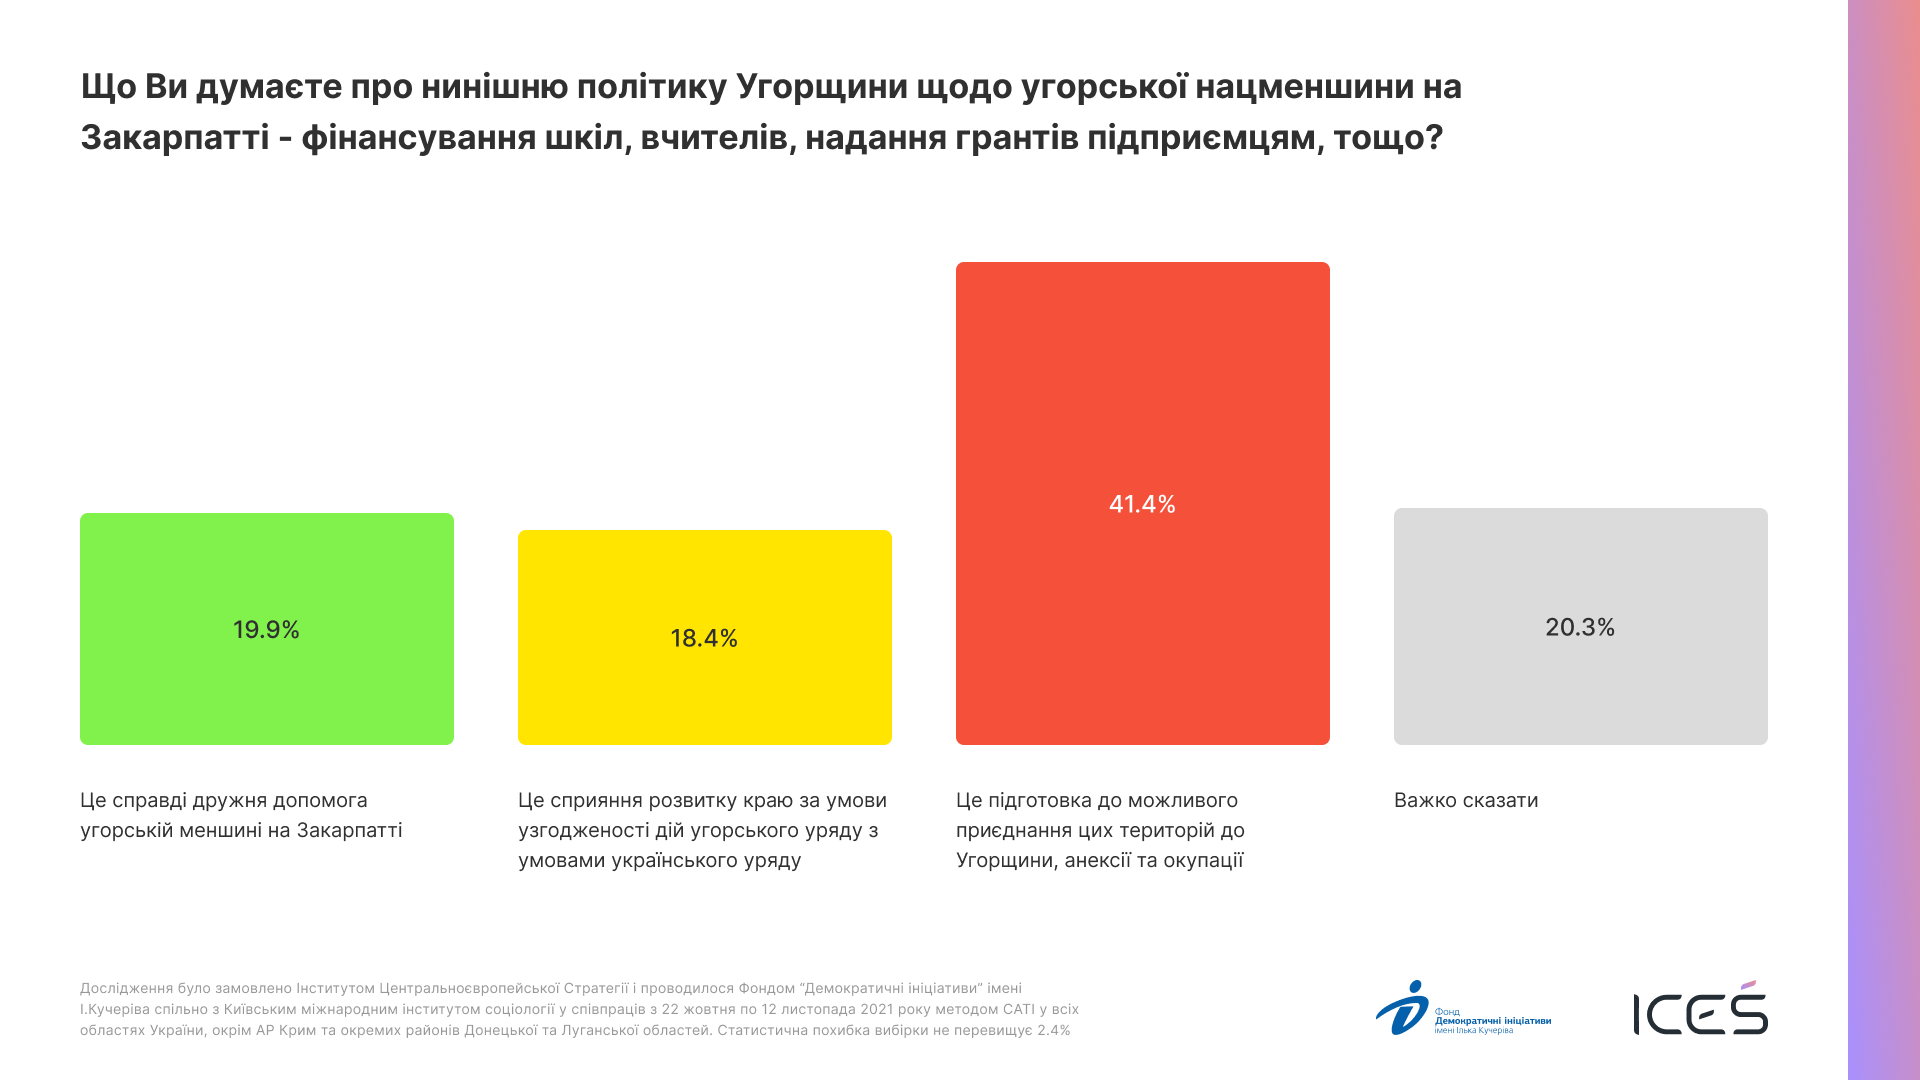 Що Ви думаєте про нинішню політику Угорщини щодо угорської нацменшини на
Закарпатті - фінансування шкіл, вчителів, надання грантів підприємцям, тощо?
19.9%
18.4%
41.4%
20.3%
Це справді дружня допомога
угорській меншині на Закарпатті
Це сприяння розвитку краю за умови
узгодженості дій угорського уряду з
умовами українського уряду
Це підготовка до можливого
приєднання цих територій до
Угорщини, анексії та окупації
Важко сказати
Дослідження було замовлено Інститутом Центральноєвропейської Стратегії і проводилося Фондом “Демократичні ініціативи” імені
І.Кучеріва спільно з Київським міжнародним інститутом соціології у співпраців з 22 жовтня по 12 листопада 2021 року методом CATI у всіх
областях України, окрім АР Крим та окремих районів Донецької та Луганської областей. Статистична похибка вибірки не перевищує 2.4%
Фонд
Демократичні ініціативи
імені Ілька Кучеріва
ICEŚ